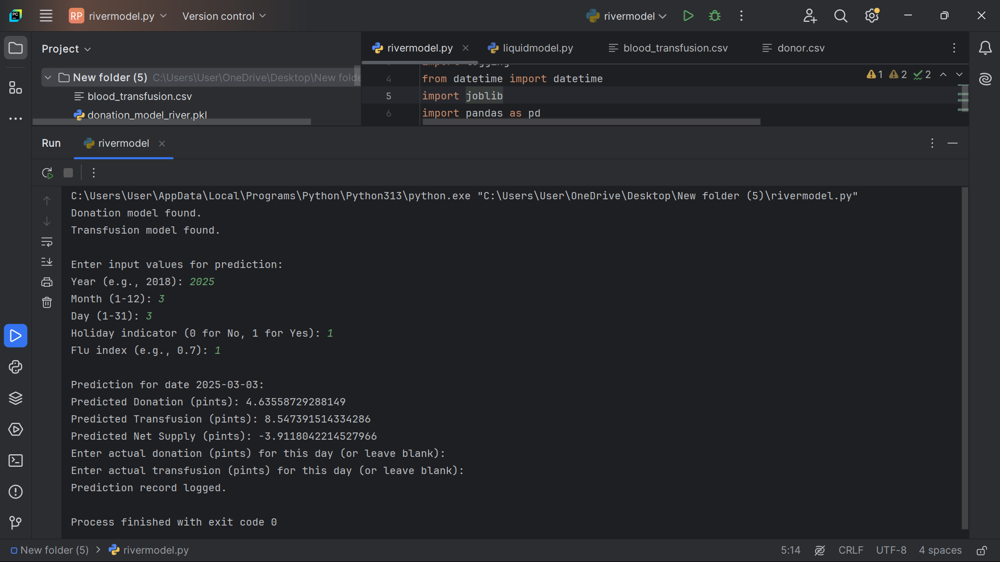 PC
RP rivermodel.py Version control rivermodel
Project
rivermodel.py liquidmodel.py blood_transfusion.csv donor.csv
New folder (5) C:\Users\User\OneDrive\Desktop\New folde
blood_transfusion.csv
donation_model_river.pkl
1 2 2
4 from datetime import datetime
5 import joblib
6 import pandas as pd
Run rivermodel
C:\Users\User\AppData\Local\Programs\Python\Python313\python.exe "C:\Users\User\OneDrive\Desktop\New folder (5)\rivermodel.py"
Donation model found.
Transfusion model found.
Enter input values for prediction:
Year (e.g., 2018): 2025
Month (1-12): 3
Day (1-31): 3
Holiday indicator (0 for No, 1 for Yes): 1
Flu index (e.g., 0.7): 1
Prediction for date 2025-03-03:
Predicted Donation (pints): 4.63558729288149
Predicted Transfusion (pints): 8.547391514334286
Predicted Net Supply (pints): -3.9118042214527966
Enter actual donation (pints) for this day (or leave blank):
Enter actual transfusion (pints) for this day (or leave blank):
Prediction record logged.
Process finished with exit code 0
New folder (5) > rivermodel.py 5:14 CRLF UTF-8 4 spaces